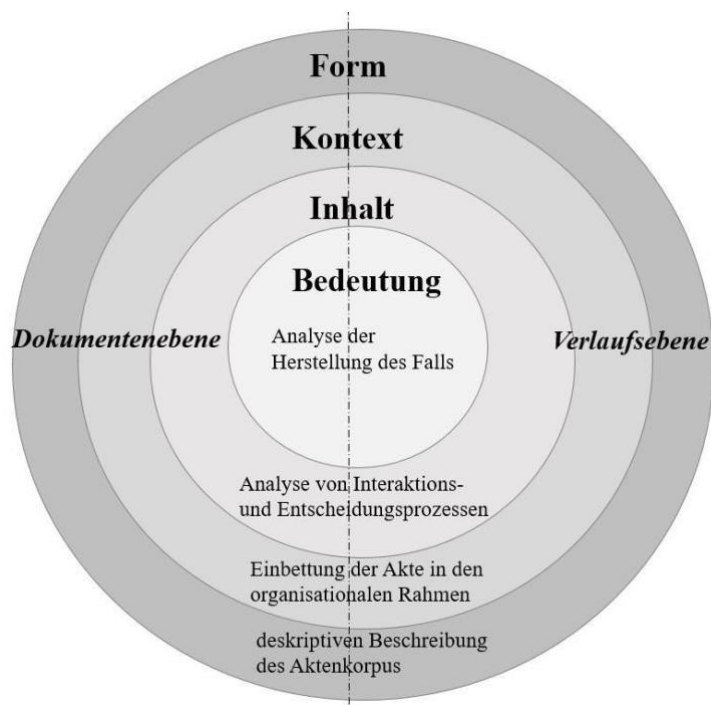 Form
Kontext
Inhalt
Bedeutung
Dokumentenebene
Analyse der
Herstellung des Falls
Verlaufsebene
Analyse von Interaktions-
und Entscheidungsprozessen
Einbettung der Akte in den
organisationalen Rahmen
deskriptiven Beschreibung
des Aktenkorpus